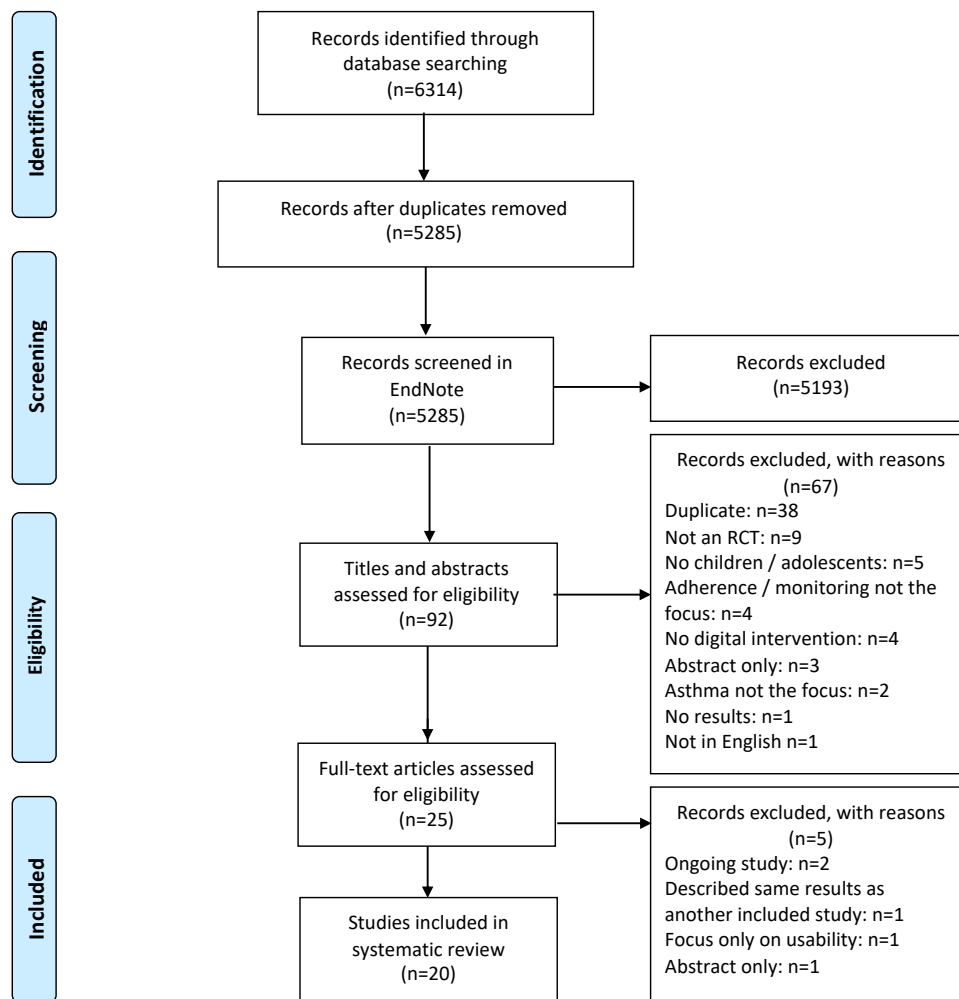 Identification
Records identified through
database searching
(n=6314)
Records after duplicates removed
(n=5285)
Screening
Records screened in
EndNote
(n=5285)
Records excluded
(n=5193)
Eligibility
Titles and abstracts
assessed for eligibility
(n=92)
Records excluded, with reasons
(n=67)
Duplicate: n=38
Not an RCT: n=9
No children / adolescents: n=5
Adherence / monitoring not the
focus: n=4
No digital intervention: n=4
Abstract only: n=3
Asthma not the focus: n=2
No results: n=1
Not in English n=1
Full-text articles assessed
for eligibility
(n=25)
Included
Records excluded, with reasons
(n=5)
Ongoing study: n=2
Described same results as
another included study: n=1
Focus only on usability: n=1
Abstract only: n=1
Studies included in
systematic review
(n=20)